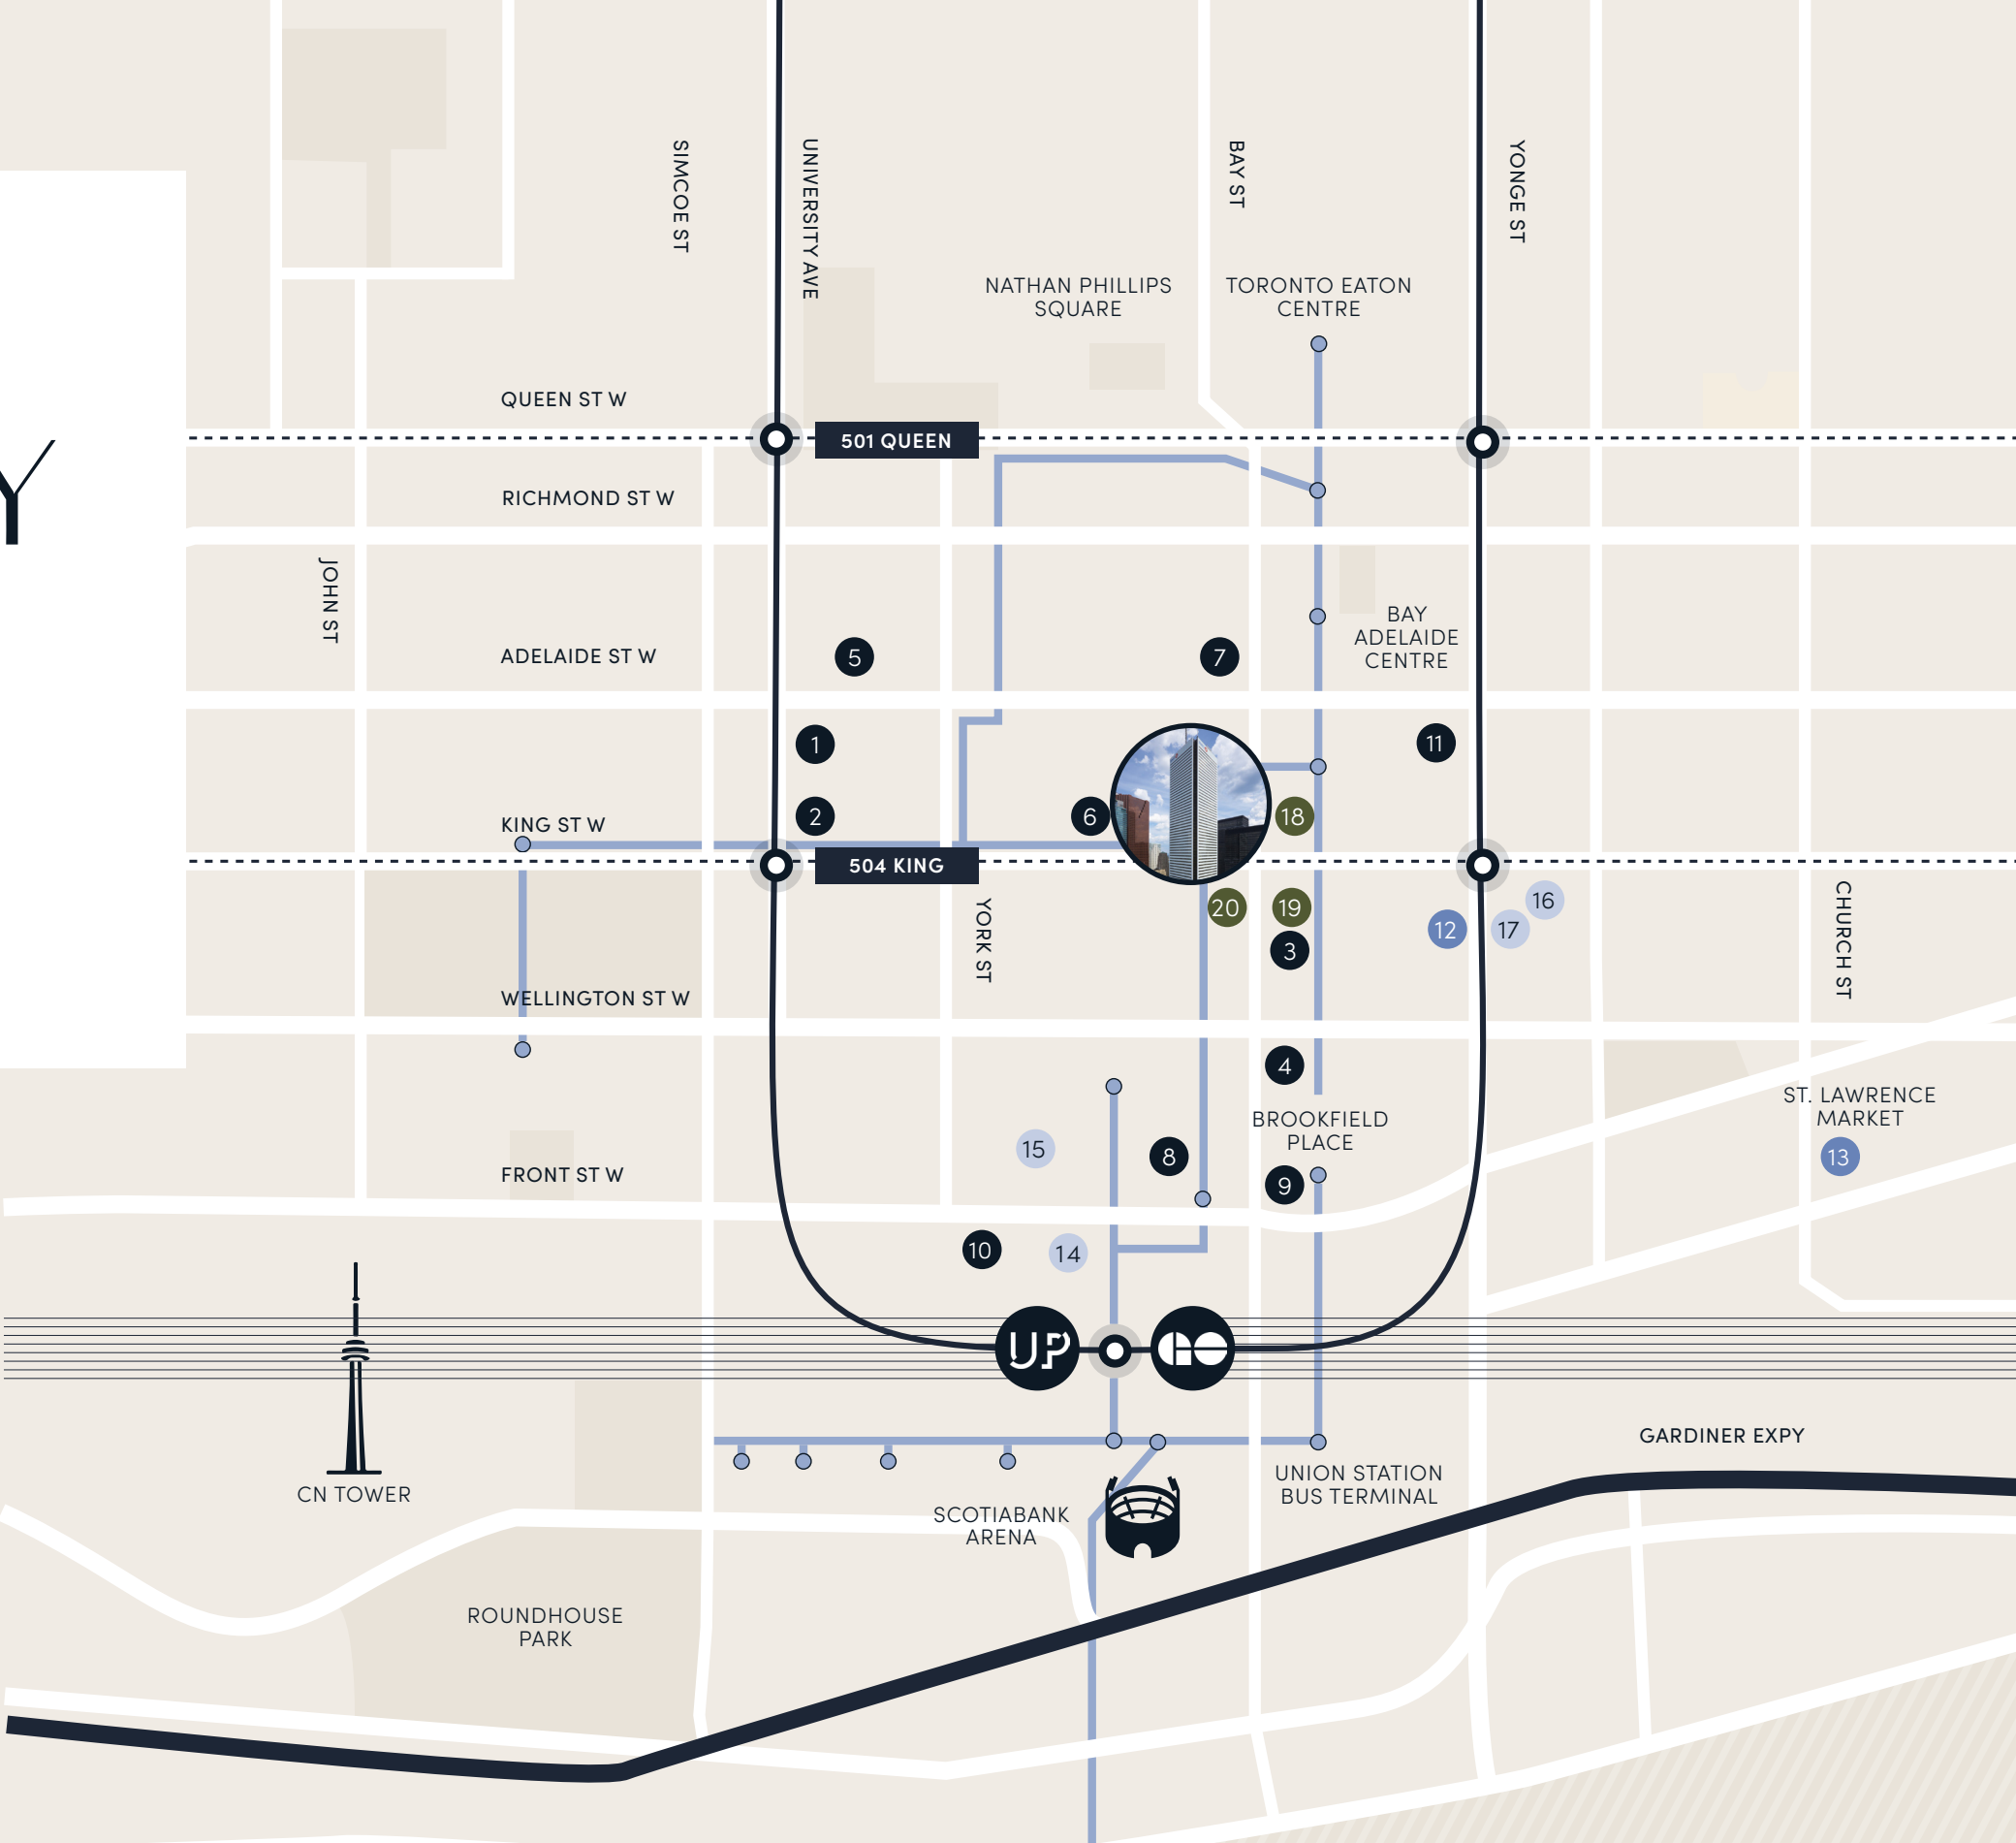 SIMCOE ST
UNIVERSITY AVE
BAY ST
YONGE ST
NATHAN PHILLIPS
SQUARE
TORONTO EATON
CENTRE
QUEEN ST W
501 QUEEN
Y
RICHMOND ST W
JOHN ST
BAY
ADELAIDE
CENTRE
ADELAIDE ST W
5
7
1
11
2
6
18
KING ST W
504 KING
YORK ST
20
19
3
12
17
16
CHURCH ST
WELLINGTON ST W
4
ST. LAWRENCE
MARKET
BROOKFIELD
PLACE
15
8
13
FRONT ST W
9
10
14
UP
GO
GARDINER EXPY
CN TOWER
UNION STATION
BUS TERMINAL
SCOTIABANK
ARENA
ROUNDHOUSE
PARK